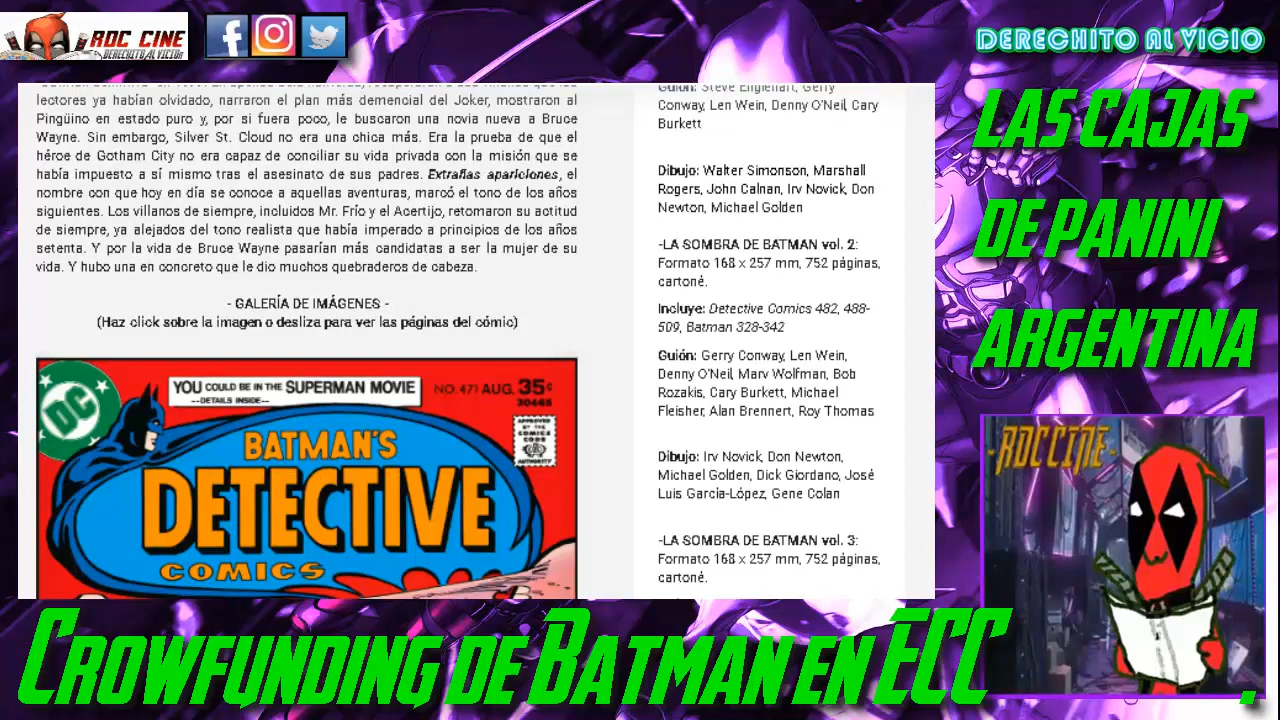 ROC CINE
DERECHITO AL VICIO
DERECHITO AL VICIO
lectores ya habían olvidado, narraron el plan más demencial del Joker, mostraron al
Pingüino en estado puro y, por si fuera poco, le buscaron una novia nueva a Bruce
Wayne. Sin embargo, Silver St. Cloud no era una chica más. Era la prueba de que el
héroe de Gotham City no era capaz de conciliar su vida privada con la misión que se
había impuesto a sí mismo tras el asesinato de sus padres. Extrañas apariciones, el
nombre con que hoy en día se conoce a aquellas aventuras, marcó el tono de los años
siguientes. Los villanos de siempre, incluidos Mr. Frío y el Acertijo, retomaron su actitud
de siempre, ya alejados del tono realista que había imperado a principios de los años
setenta. Y por la vida de Bruce Wayne pasarían más candidatas a ser la mujer de su
vida. Y hubo una en concreto que le dio muchos quebraderos de cabeza.
- GALERÍA DE IMÁGENES -
(Haz click sobre la imagen o desliza para ver las páginas del cómic)
DC
YOU COULD BE IN THE SUPERMAN MOVIE
--DETAILS INSIDE--
NO. 471 AUG. 35¢
30465
APPROVED
BY THE
COMICS
CODE
AUTHORITY
BATMAN'S
DETECTIVE
COMICS
Guión: Steve Englehart, Gerry
Conway, Len Wein, Denny O'Neil, Cary
Burkett
Dibujo: Walter Simonson, Marshall
Rogers, John Calnan, Irv Novick, Don
Newton, Michael Golden
-LA SOMBRA DE BATMAN vol. 2:
Formato 168 x 257 mm, 752 páginas,
cartoné.
Incluye: Detective Comics 482, 488-
509, Batman 328-342
Guión: Gerry Conway, Len Wein,
Denny O'Neil, Marv Wolfman, Bob
Rozakis, Cary Burkett, Michael
Fleisher, Alan Brennert, Roy Thomas
Dibujo: Irv Novick, Don Newton,
Michael Golden, Dick Giordano, José
Luis García-López, Gene Colan
-LA SOMBRA DE BATMAN vol. 3:
Formato 168 x 257 mm, 752 páginas,
cartoné.
LAS CAJAS
DE PANINI
ARGENTINA
-ROCCINE-
CROWFUNDING DE BATMAN EN ECC .